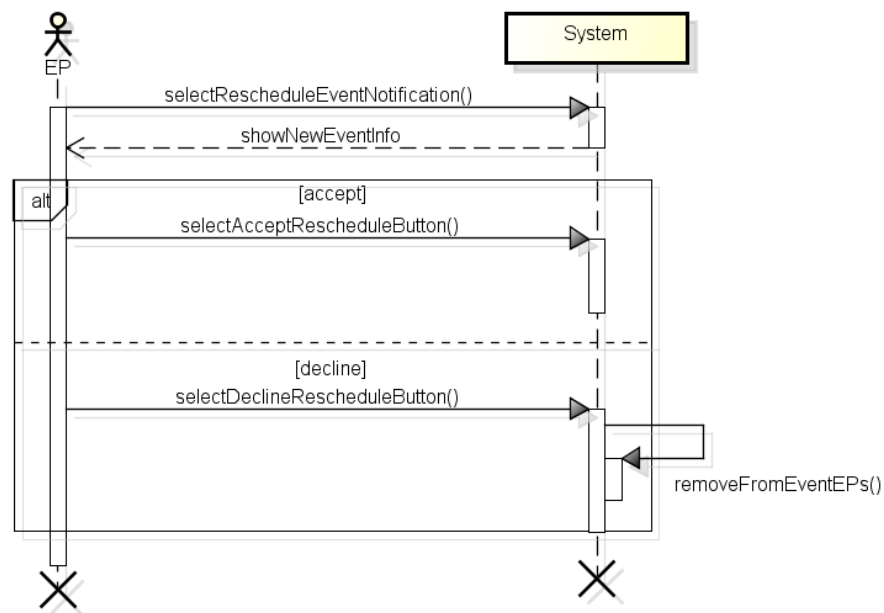 EP
System
selectRescheduleEventNotification()
showNewEventInfo
alt
[accept]
selectAcceptRescheduleButton()
[decline]
selectDeclineRescheduleButton()
removeFromEventEPs()